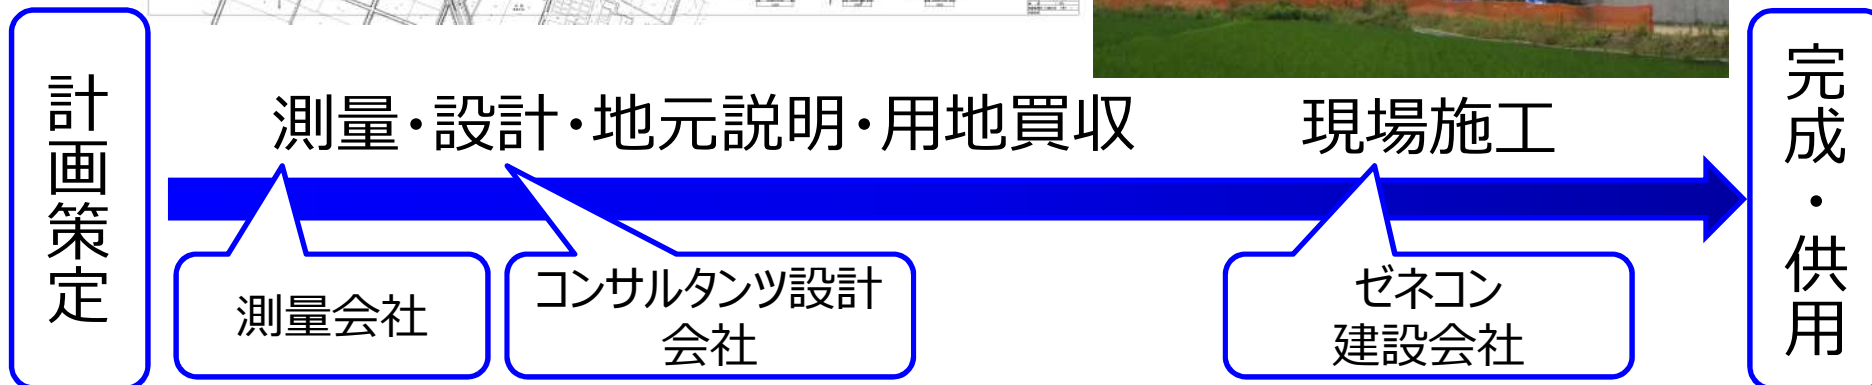 計画策定
測量・設計・地元説明・用地買収
現場施工
測量会社
コンサルタンツ設計
会社
ゼネコン
建設会社
完成・供用